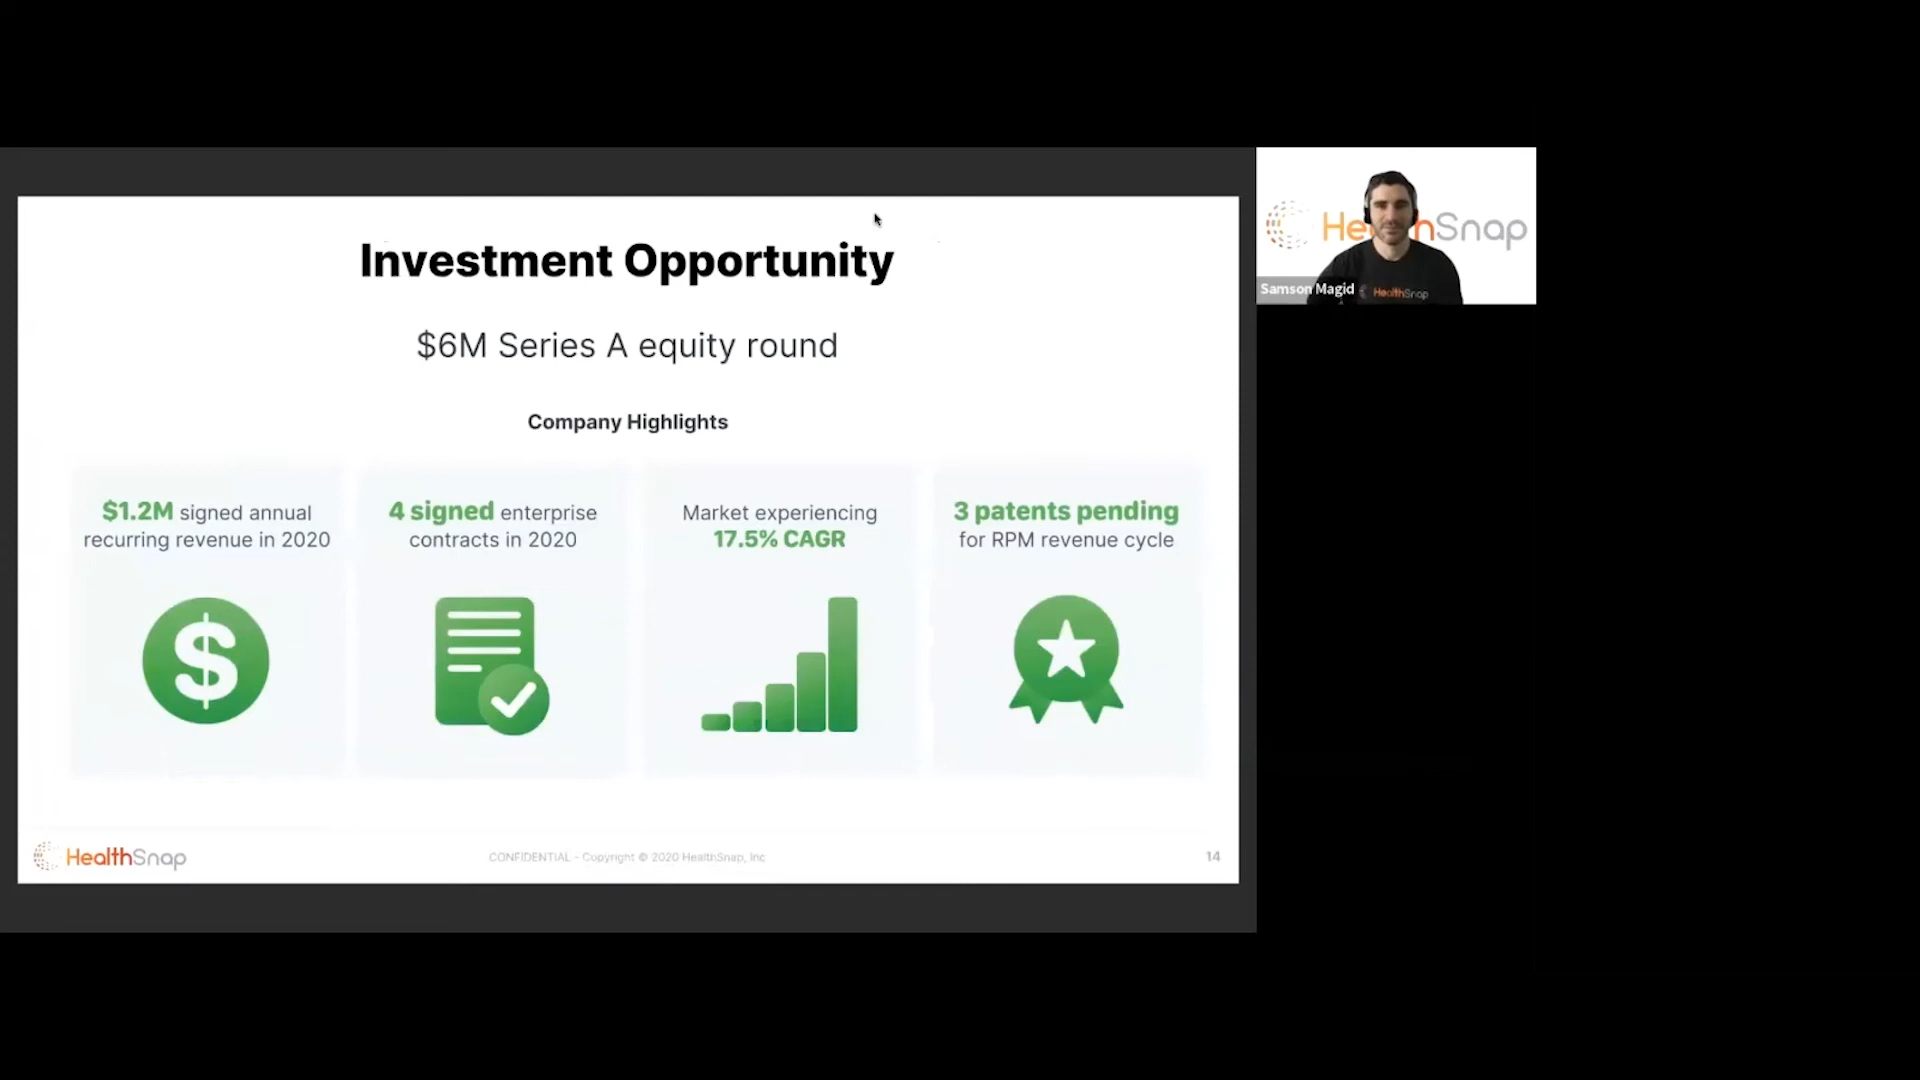 Investment Opportunity
$6M Series A equity round
Company Highlights
$1.2M signed annual
recurring revenue in 2020
4 signed enterprise
contracts in 2020
Market experiencing
17.5% CAGR
3 patents pending
for RPM revenue cycle
HealthSnap
CONFIDENTIAL - Copyright © 2020 HealthSnap, Inc
14
He nSnap
Samson Magid
HealthSnap